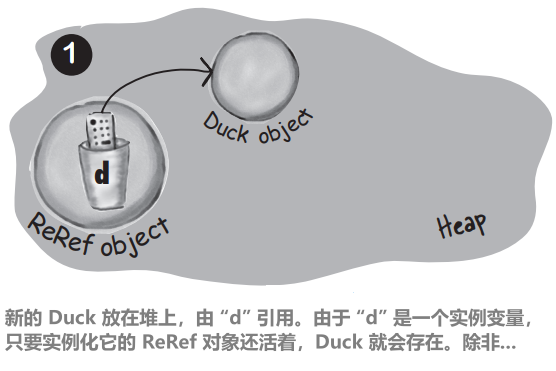 1
Duck object
d
ReRef object
Heap
新的 Duck 放在堆上，由 “d” 引用。由于 “d” 是一个实例变量，
只要实例化它的 ReRef 对象还活着，Duck 就会存在。除非...